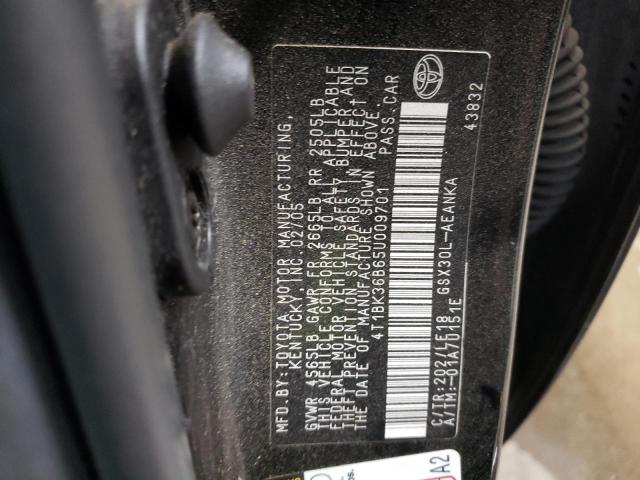 MFD.BY:TOYOTA MOTOR MANUFACTURING,
KENTUCKY INC.02/05
GVWR 4565LB GAWR FR 2665LB RR 2505LB
THIS VEHICLE CONFORMS TO ALL APPLICABLE
FEDERAL MOTOR VEHICLE SAFETY BUMPER AND
THEFT PREVENTION STANDARDS IN EFFECT ON
THE DATE OF MANUFACTURE SHOWN ABOVE.
4T1BK36B65U009701 PASS.CAR
C/TR:202/LE18 GSX30L-AEANKA
A/TM:-01A/U151E
43832
A2